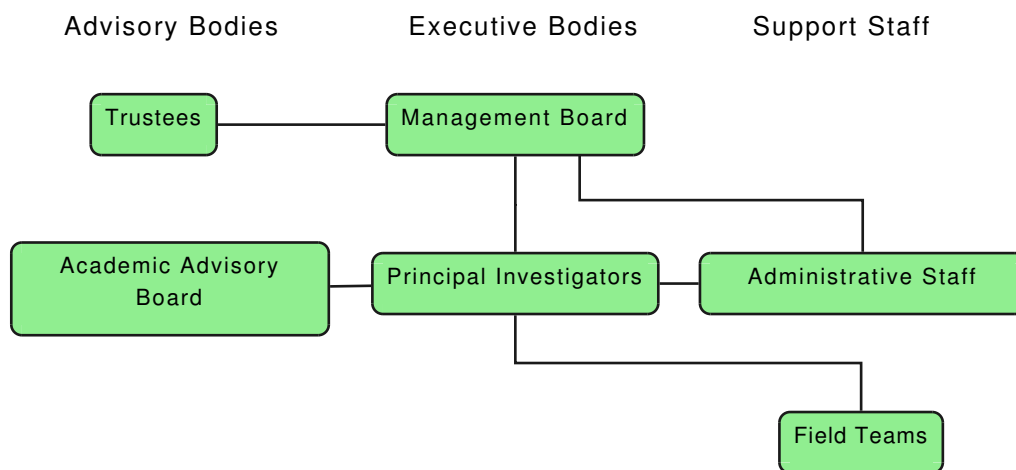 Advisory Bodies
Executive Bodies
Support Staff
Trustees
Management Board
Academic Advisory
Board
Principal Investigators
Administrative Staff
Field Teams